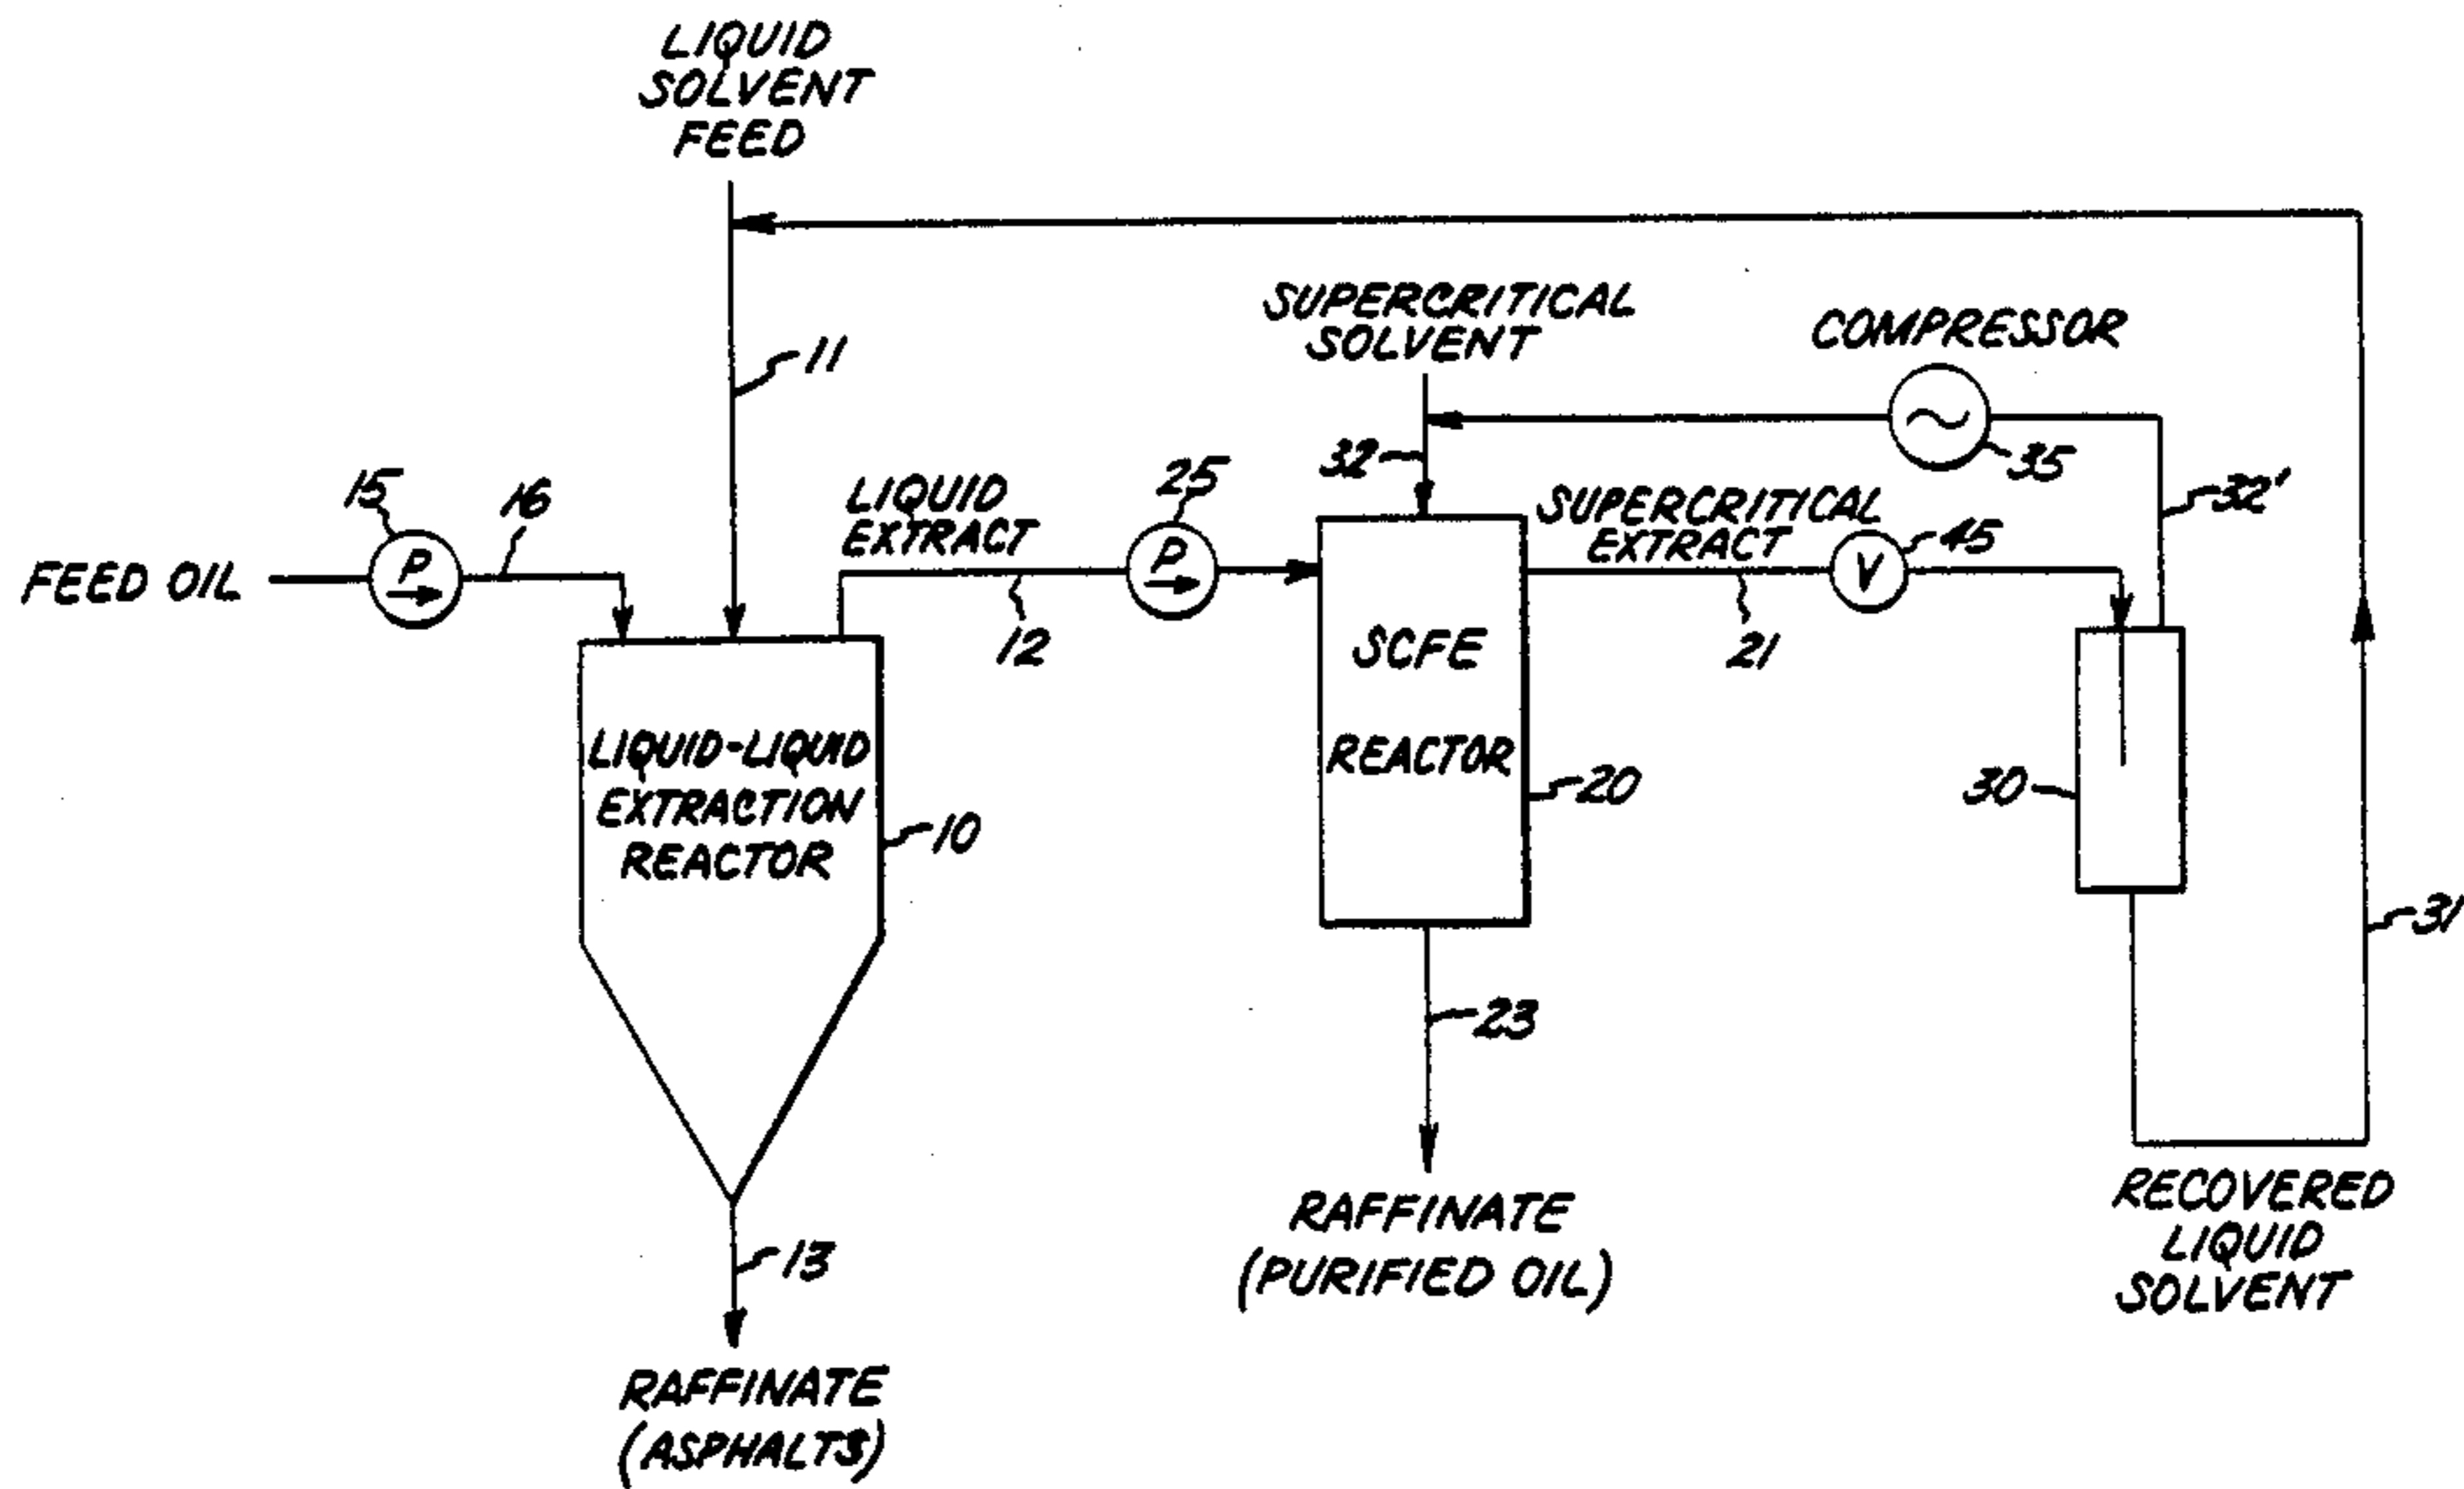 LIQUID
SOLVENT
FEED
11
SUPERCRITICAL
SOLVENT
COMPRESSOR
32
35
32'
15
16
LIQUID
EXTRACT
25
SUPERCRITICAL
EXTRACT
45
FEED OIL
P
P
V
12
21
SCFE
REACTOR
20
30
LIQUID-LIQUID
EXTRACTION
REACTOR
10
31
23
13
RAFFINATE
(PURIFIED OIL)
RECOVERED
LIQUID
SOLVENT
RAFFINATE
(ASPHALTS)